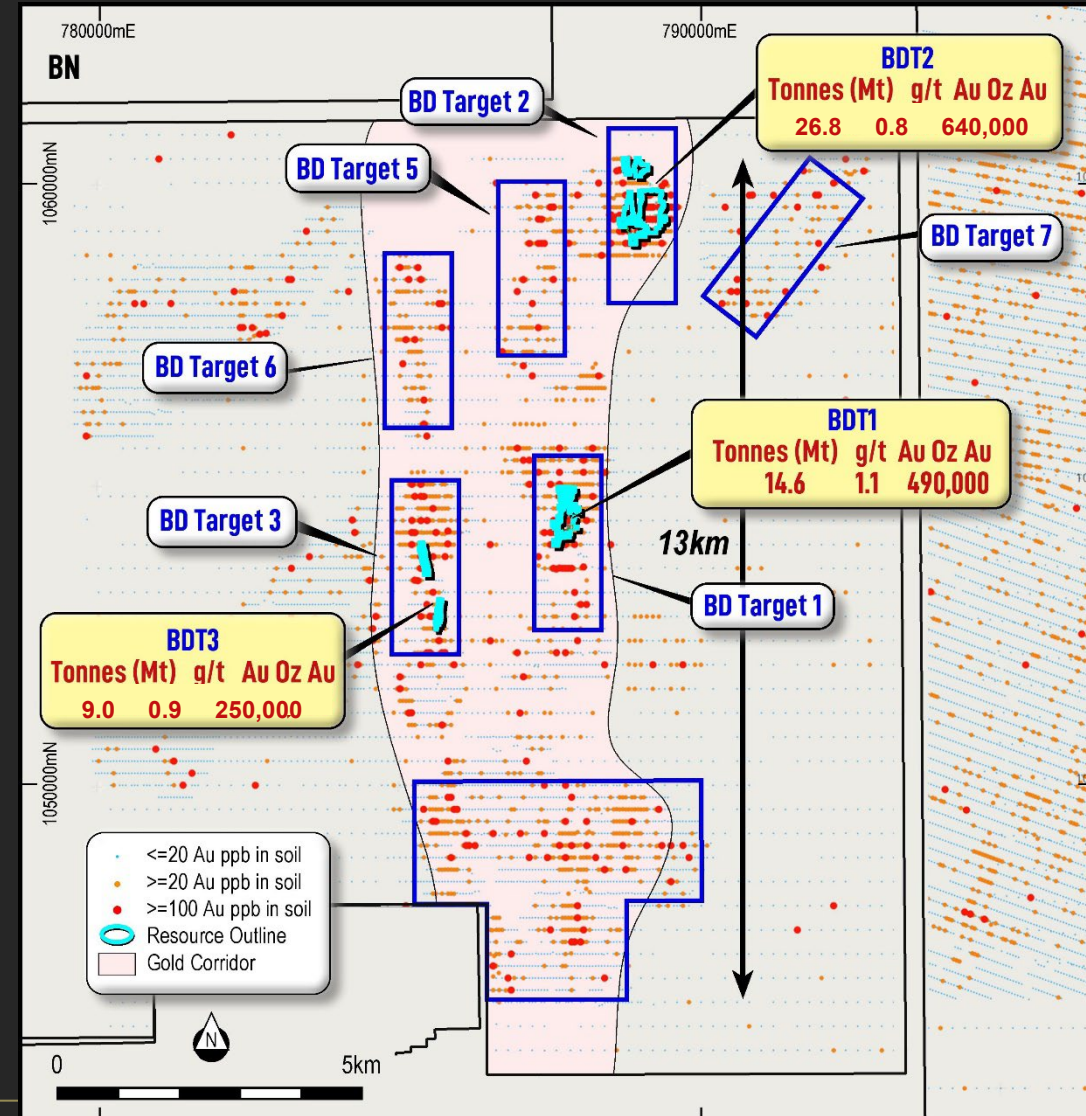 780000mE
790000mE
BN
BDT2
Tonnes (Mt) g/t Au Oz Au
26.8 0.8 640,000
BD Target 2
BD Target 5
1060000mN
BD Target 7
BD Target 6
BDT1
Tonnes (Mt) g/t Au Oz Au
14.6 1.1 490,000
BD Target 3
13km
BD Target 1
BDT3
Tonnes (Mt) g/t Au Oz Au
9.0 0.9 250,000
1050000mN
<=20 Au ppb in soil
>=20 Au ppb in soil
>=100 Au ppb in soil
Resource Outline
Gold Corridor
N
0 5km